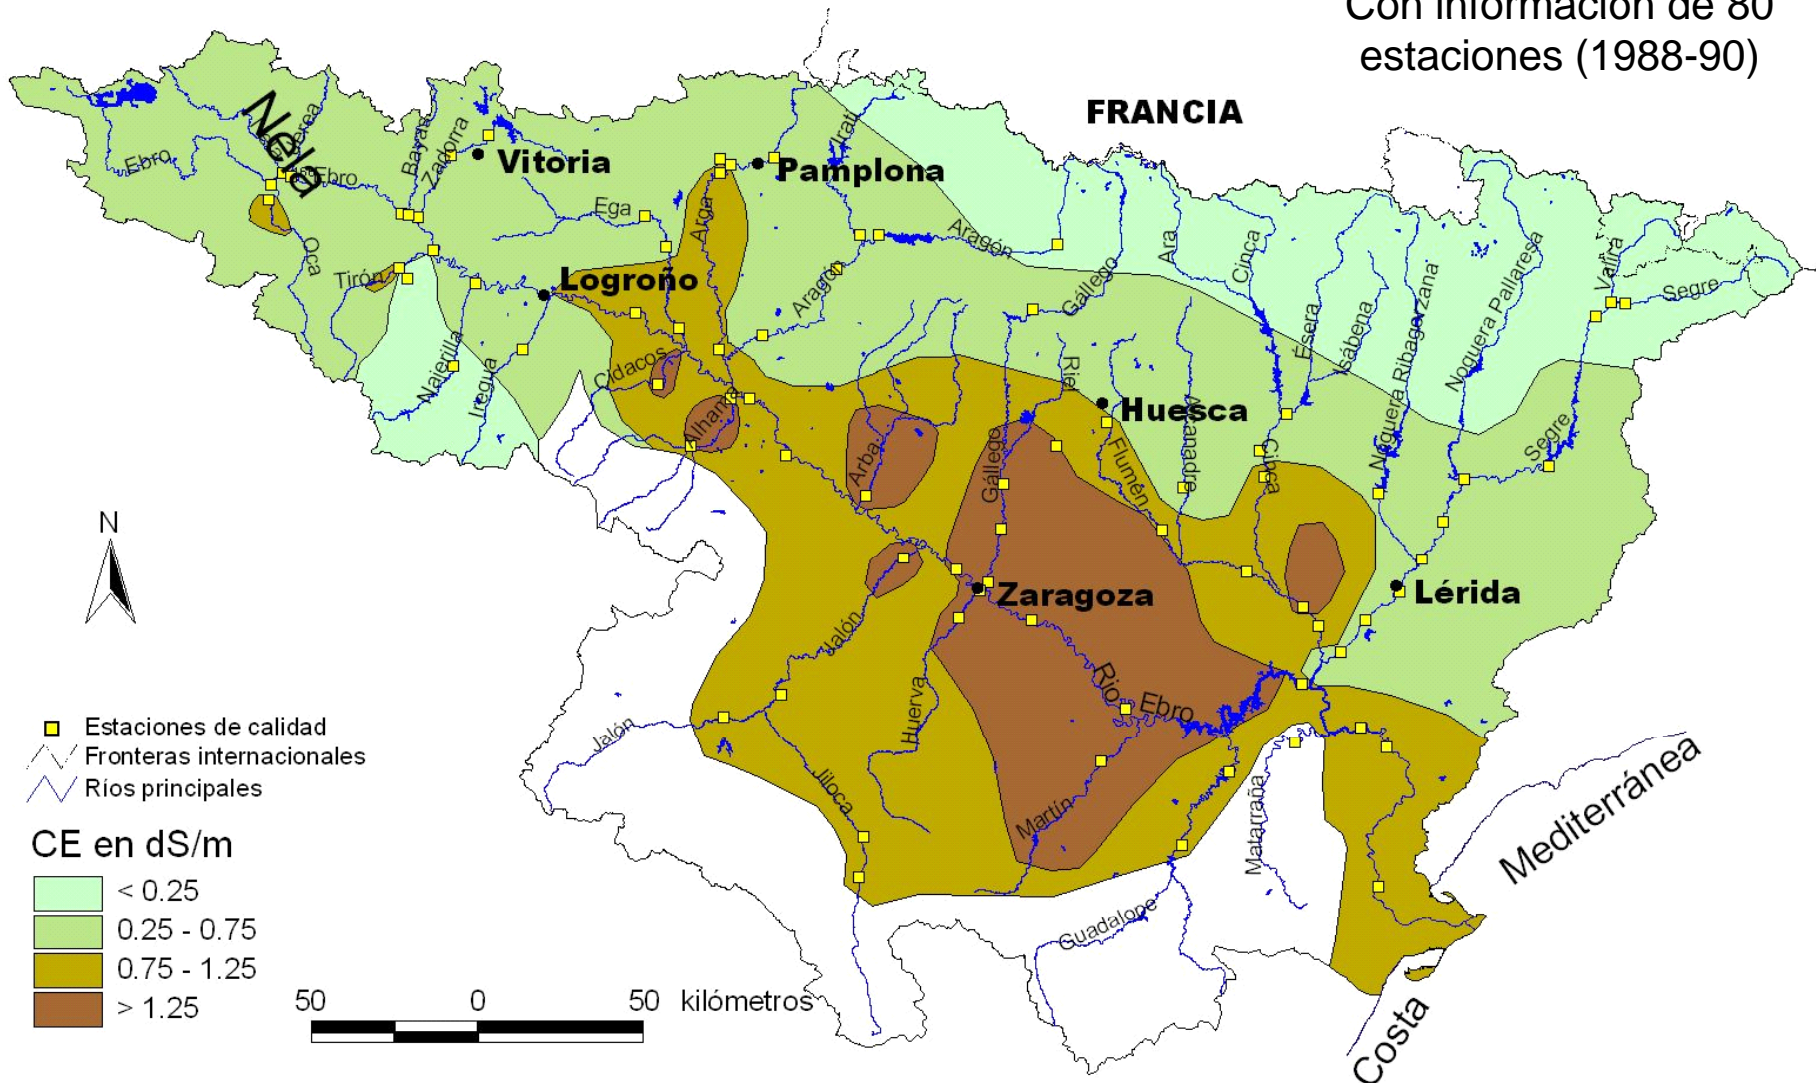 Con información de 80
estaciones (1988-90)
FRANCIA
Nela
Ebro
Ebro
Bayas
Zadorra
Vitoria
Pamplona
Irati
Ega
Arga
Aragón
Oca
Tirón
Logroño
Aragón
Gállego
Ara
Cinca
Ésera
Isábena
Noguera Ribagorzana
Noguera Pallaresa
Valira
Segre
Najerilla
Iregua
Cidacos
Alhama
Arba
Gállego
Riel
Huesca
Flumén
Alcanadre
Cinca
Segre
N
Zaragoza
Lérida
Jalón
Huerva
Río
Ebro
Jalón
Jiloca
Martín
Matarraña
Guadalope
Mediterránea
Costa
Estaciones de calidad
Fronteras internacionales
Ríos principales
CE en dS/m
< 0.25
0.25 - 0.75
0.75 - 1.25
> 1.25
50 0 50 kilómetros